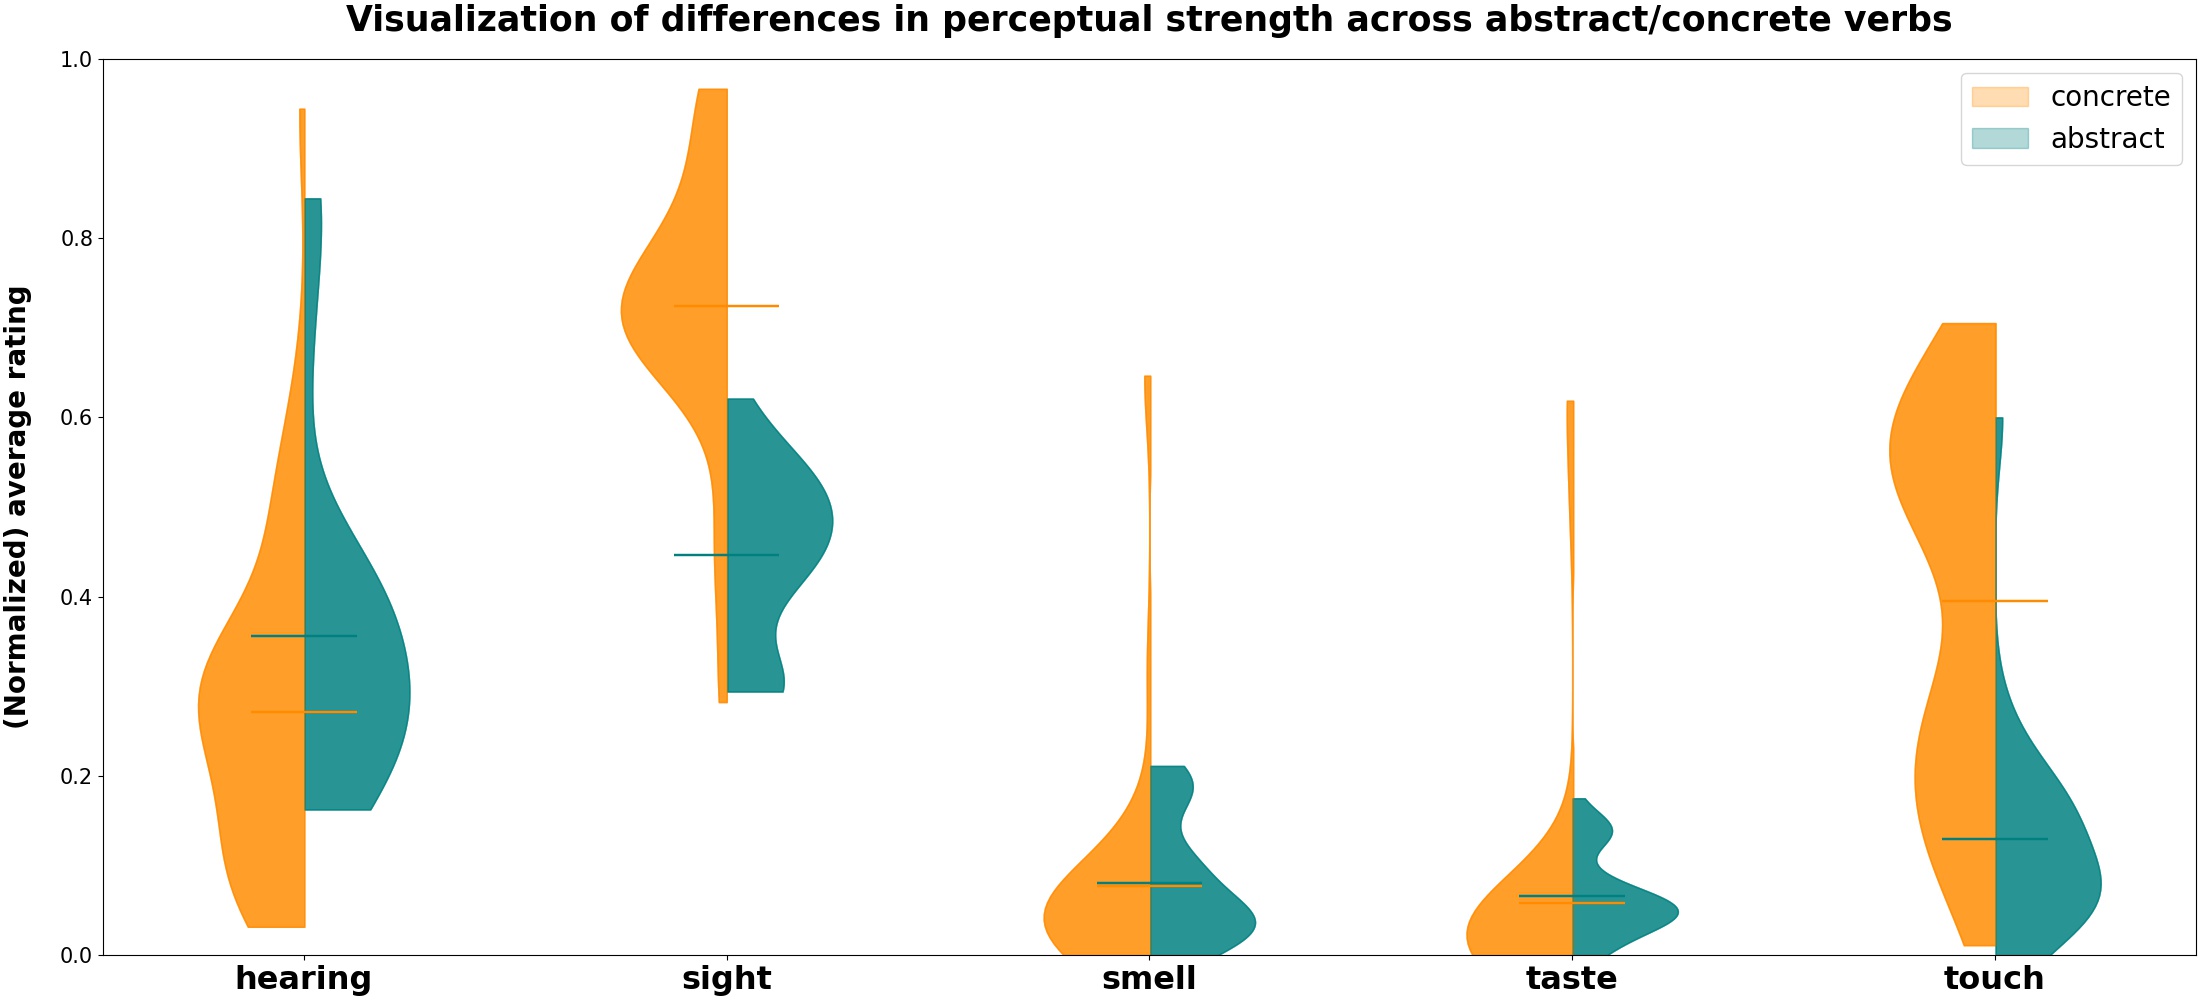 Visualization of differences in perceptual strength across abstract/concrete verbs
(Normalized) average rating
1.0
0.8
0.6
0.4
0.2
0.0
concrete
abstract
hearing sight smell taste touch